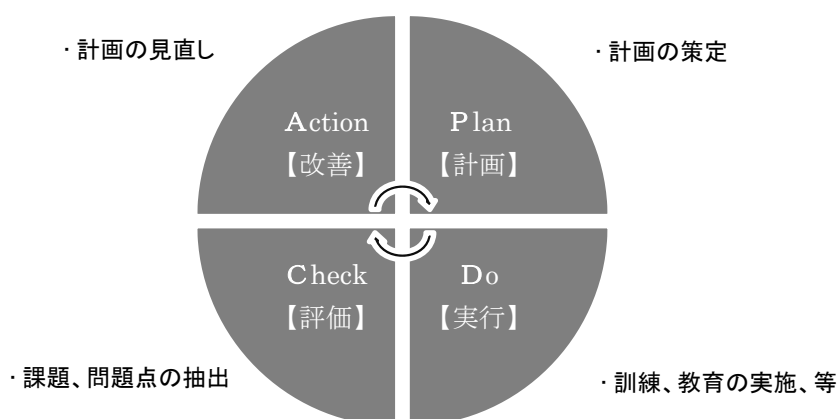 ・計画の見直し
・計画の策定
Action
【改善】
Plan
【計画】
Check
【評価】
Do
【実行】
・課題、問題点の抽出
・訓練、教育の実施、等